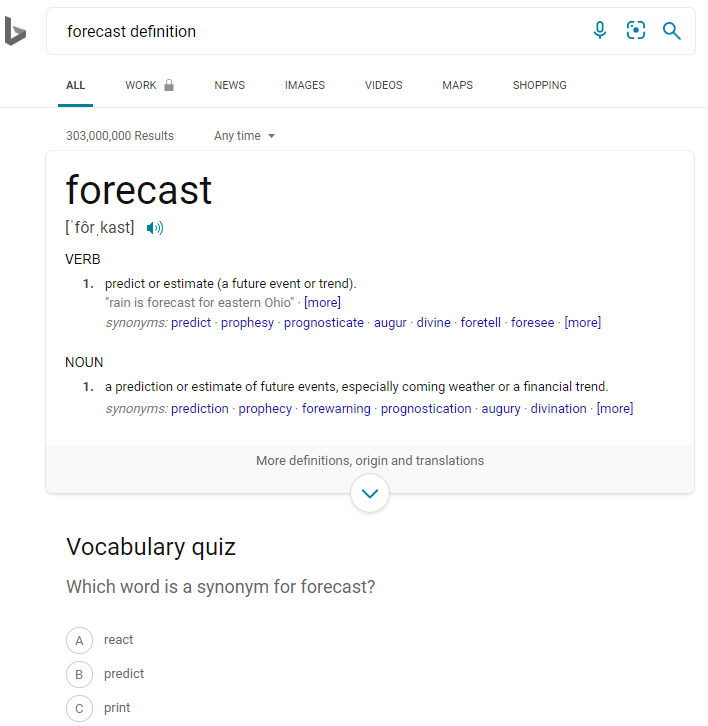 forecast definition
ALL WORK NEWS IMAGES VIDEOS MAPS SHOPPING
303,000,000 Results Any time
forecast
[ˈfôrˌkast]
VERB
1. predict or estimate (a future event or trend).
"rain is forecast for eastern Ohio" · [more]
synonyms: predict · prophesy · prognosticate · augur · divine · foretell · foresee · [more]
NOUN
1. a prediction or estimate of future events, especially coming weather or a financial trend.
synonyms: prediction · prophecy · forewarning · prognostication · augury · divination · [more]
More definitions, origin and translations
Vocabulary quiz
Which word is a synonym for forecast?
A react
B predict
C print